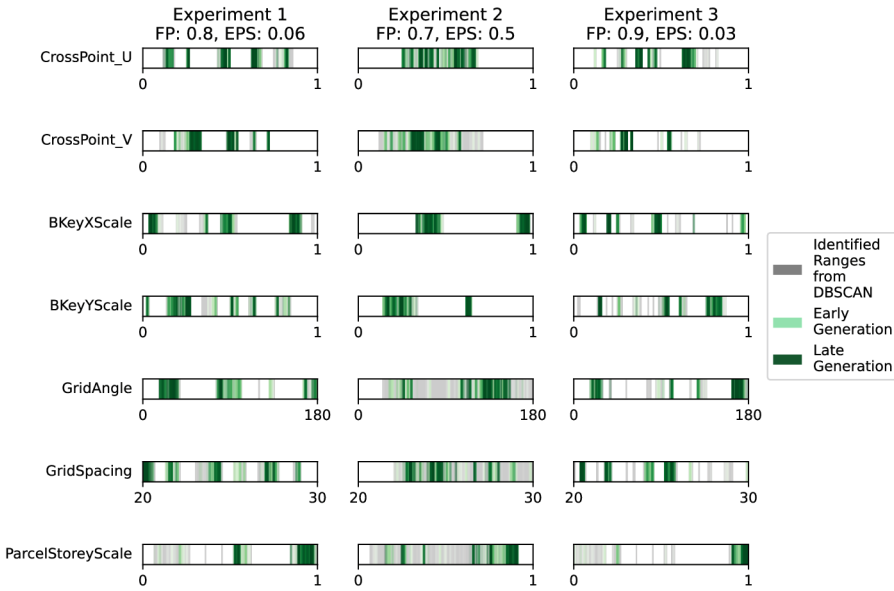 Experiment 1
FP: 0.8, EPS: 0.06
Experiment 2
FP: 0.7, EPS: 0.5
Experiment 3
FP: 0.9, EPS: 0.03
CrossPoint_U
0 1
0 1
0 1
CrossPoint_V
0 1
0 1
0 1
BKeyXScale
0 1
0 1
0 1
BKeyYScale
0 1
0 1
0 1
GridAngle
0 180
0 180
0 180
GridSpacing
20 30
20 30
20 30
ParcelStoreyScale
0 1
0 1
0 1
Identified
Ranges
from
DBSCAN
Early
Generation
Late
Generation